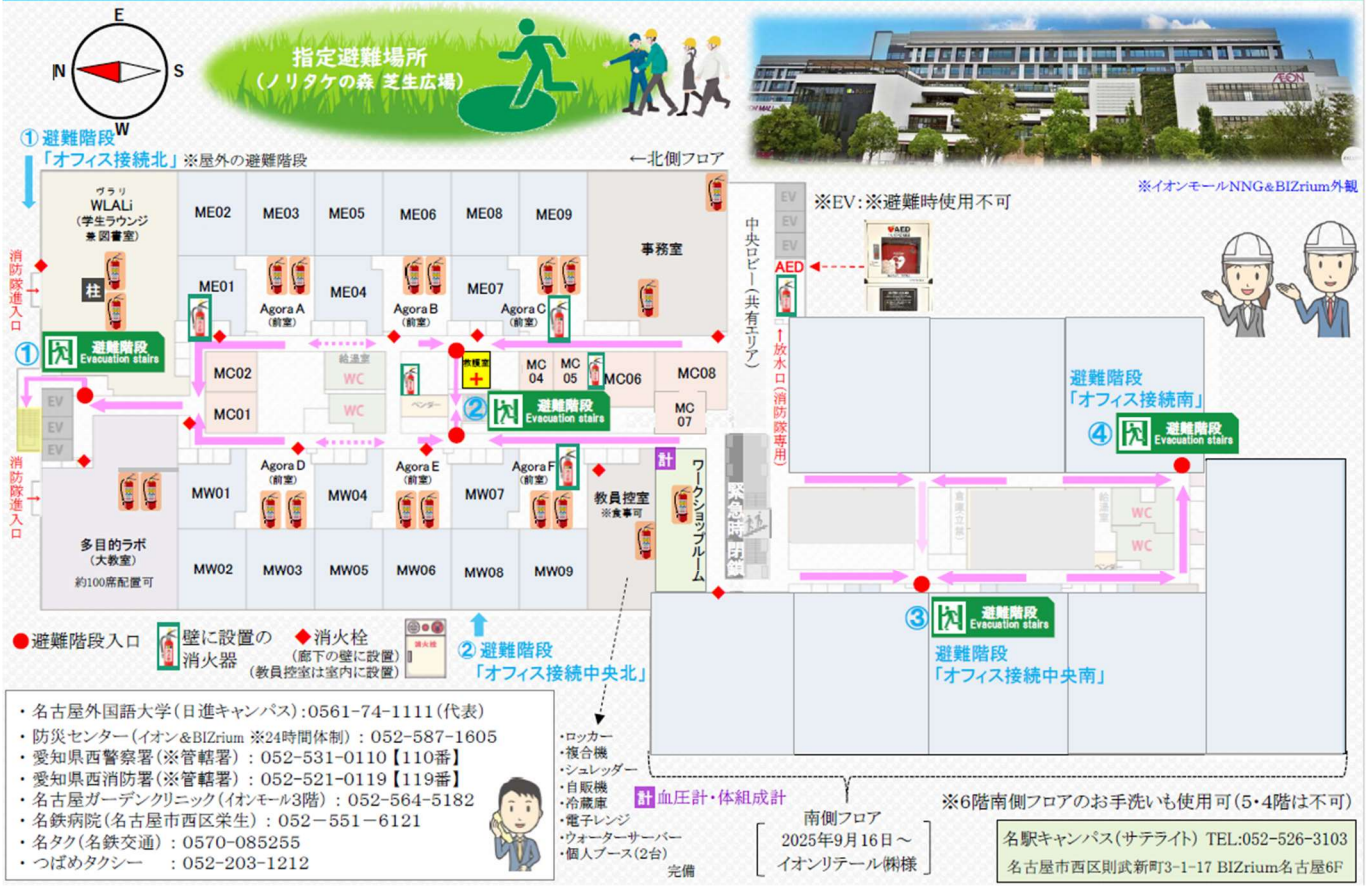 E
N
S
W
指定避難場所
(ノリタケの森 芝生広場)
AEON MALL
AEON
※イオンモールNNG&BIZrium外観
①避難階段
「オフィス接続北」※屋外の避難階段
←北側フロア
※EV:※避難時使用不可
AED
ヴラリ
WLALi
(学生ラウンジ
兼図書室)
柱
ME02
ME03
ME05
ME06
ME08
ME09
事務室
ME01
Agora A
(前室)
ME04
Agora B
(前室)
ME07
Agora C
(前室)
消防隊進入口→
①
避難階段
Evacuation stairs
MC02
給湯室
WC
救護室
MC
04
MC
05
MC06
MC08
MC01
WC
ベンダー
②
避難階段
Evacuation stairs
MC
07
EV
EV
EV
消防隊進入口→
多目的ラボ
(大教室)
約100席配置可
MW01
Agora D
(前室)
MW04
Agora E
(前室)
MW07
Agora F
(前室)
教員控室
※食事可
計
ワークショップルーム
MW02
MW03
MW05
MW06
MW08
MW09
中央ロビー(共有エリア)
EV
EV
EV
AED
←放水口(消防隊専用)
緊急時閉鎖
避難階段
「オフィス接続南」
④
避難階段
Evacuation stairs
倉庫(立禁)
給湯室
WC
WC
ベンダー
③
避難階段
Evacuation stairs
避難階段
「オフィス接続中央南」
●避難階段入口
壁に設置の
消火器
◆消火栓
(廊下の壁に設置)
(教員控室は室内に設置)
消火栓
②避難階段
「オフィス接続中央北」
・名古屋外国語大学(日進キャンパス):0561-74-1111(代表)
・防災センター(イオン&BIZrium ※24時間体制) : 052-587-1605
・愛知県西警察署(※管轄署) : 052-531-0110【110番】
・愛知県西消防署(※管轄署) : 052-521-0119【119番】
・名古屋ガーデンクリニック(イオンモール3階) : 052-564-5182
・名鉄病院(名古屋市西区栄生) : 052-551-6121
・名タク(名鉄交通) : 0570-085255
・つばめタクシー : 052-203-1212
・ロッカー
・複合機
・シュレッダー
・自販機
・冷蔵庫
・電子レンジ
・ウォーターサーバー
・個人ブース(2台)
完備
計 血圧計・体組成計
南側フロア
2025年9月16日~
イオンリテール㈱様
※6階南側フロアのお手洗いも使用可(5・4階は不可)
名駅キャンパス(サテライト) TEL:052-526-3103
名古屋市西区則武新町3-1-17 BIZrium名古屋6F